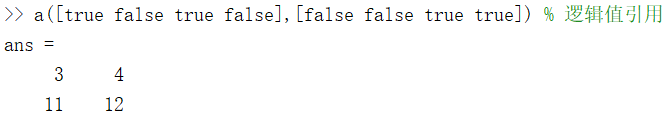 >> a([true false true false],[false false true true]) % 逻辑值引用
ans =
3 4
11 12